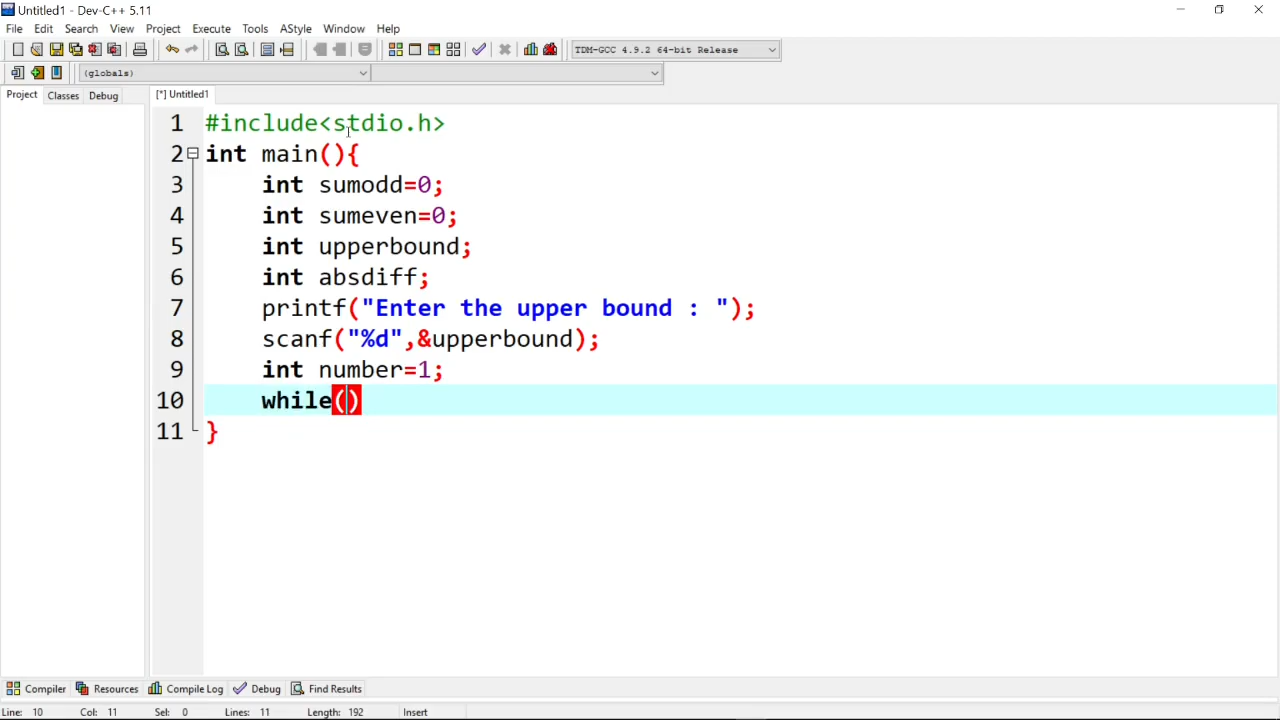 Untitled1 - Dev-C++ 5.11
File Edit Search View Project Execute Tools AStyle Window Help
TDM-GCC 4.9.2 64-bit Release
(globals)
Project Classes Debug [*] Untitled1
1 #include<stdio.h>
2 int main(){
3 int sumodd=0;
4 int sumeven=0;
5 int upperbound;
6 int absdiff;
7 printf("Enter the upper bound : ");
8 scanf("%d",&upperbound);
9 int number=1;
10 while()
11 }
Compiler Resources Compile Log Debug Find Results
Line: 10 Col: 11 Sel: 0 Lines: 11 Length: 192 Insert